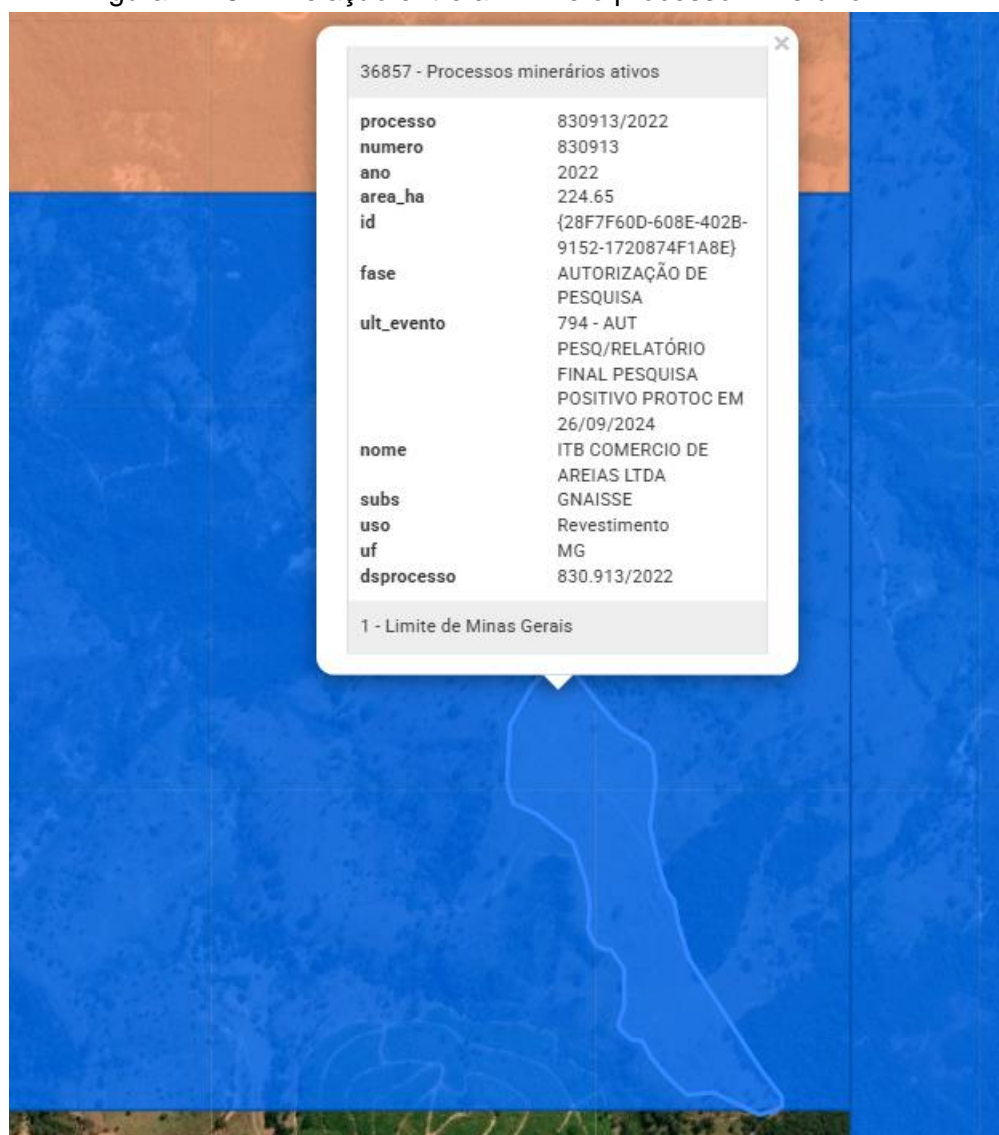 36857 - Processos minerários ativos
processo 830913/2022
numero 830913
ano 2022
area_ha 224.65
id {28F7F60D-608E-402B-
9152-1720874F1A8E}
fase AUTORIZAÇÃO DE
PESQUISA
ult_evento 794 - AUT
PESQ/RELATÓRIO
FINAL PESQUISA
POSITIVO PROTOC EM
26/09/2024
nome ITB COMERCIO DE
AREIAS LTDA
subs GNAISSE
uso Revestimento
uf MG
dsprocesso 830.913/2022
1 - Limite de Minas Gerais